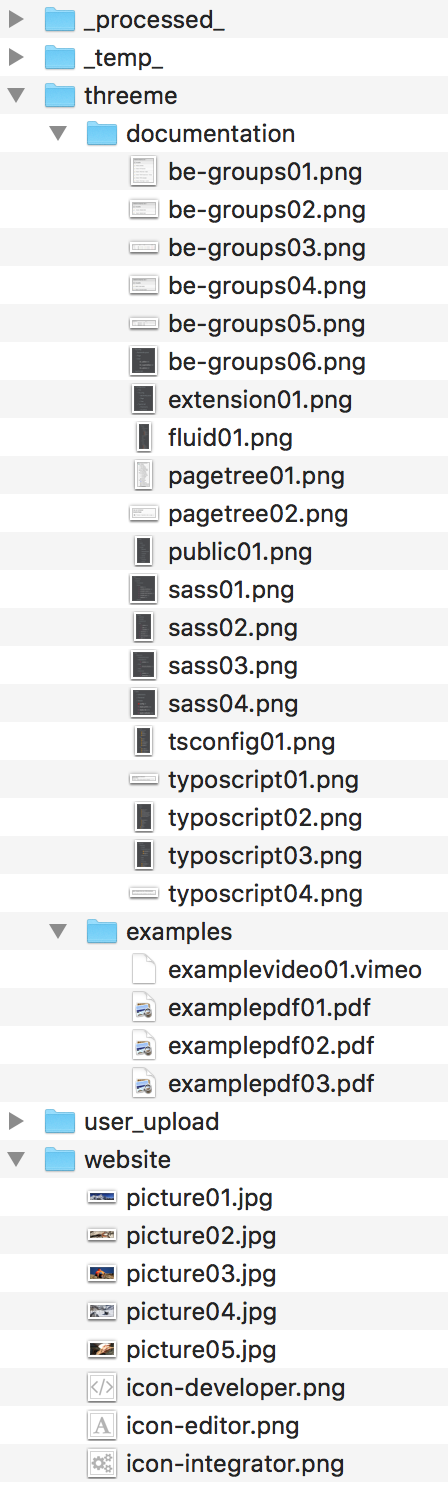 _processed_
_temp_
threeme
documentation
be-groups01.png
be-groups02.png
be-groups03.png
be-groups04.png
be-groups05.png
be-groups06.png
extension01.png
fluid01.png
pagetree01.png
pagetree02.png
public01.png
sass01.png
sass02.png
sass03.png
sass04.png
tsconfig01.png
typoscript01.png
typoscript02.png
typoscript03.png
typoscript04.png
examples
examplevideo01.vimeo
examplepdf01.pdf
examplepdf02.pdf
examplepdf03.pdf
user_upload
website
picture01.jpg
picture02.jpg
picture03.jpg
picture04.jpg
picture05.jpg
icon-developer.png
icon-editor.png
icon-integrator.png